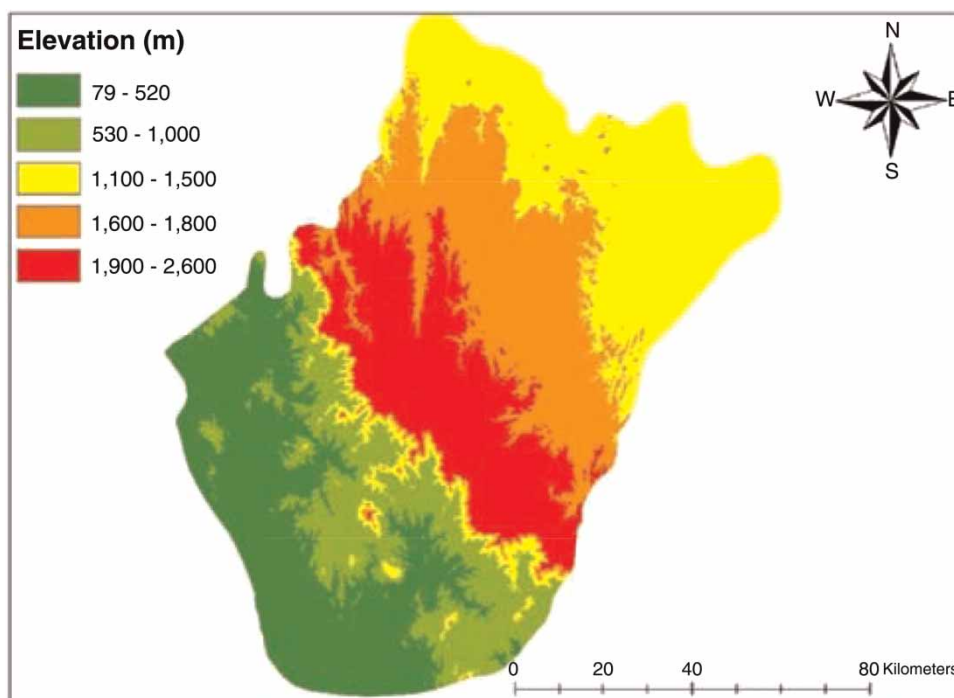 Elevation (m)
79 - 520
530 - 1,000
1,100 - 1,500
1,600 - 1,800
1,900 - 2,600
N
W E
S
0 20 40 80 Kilometers